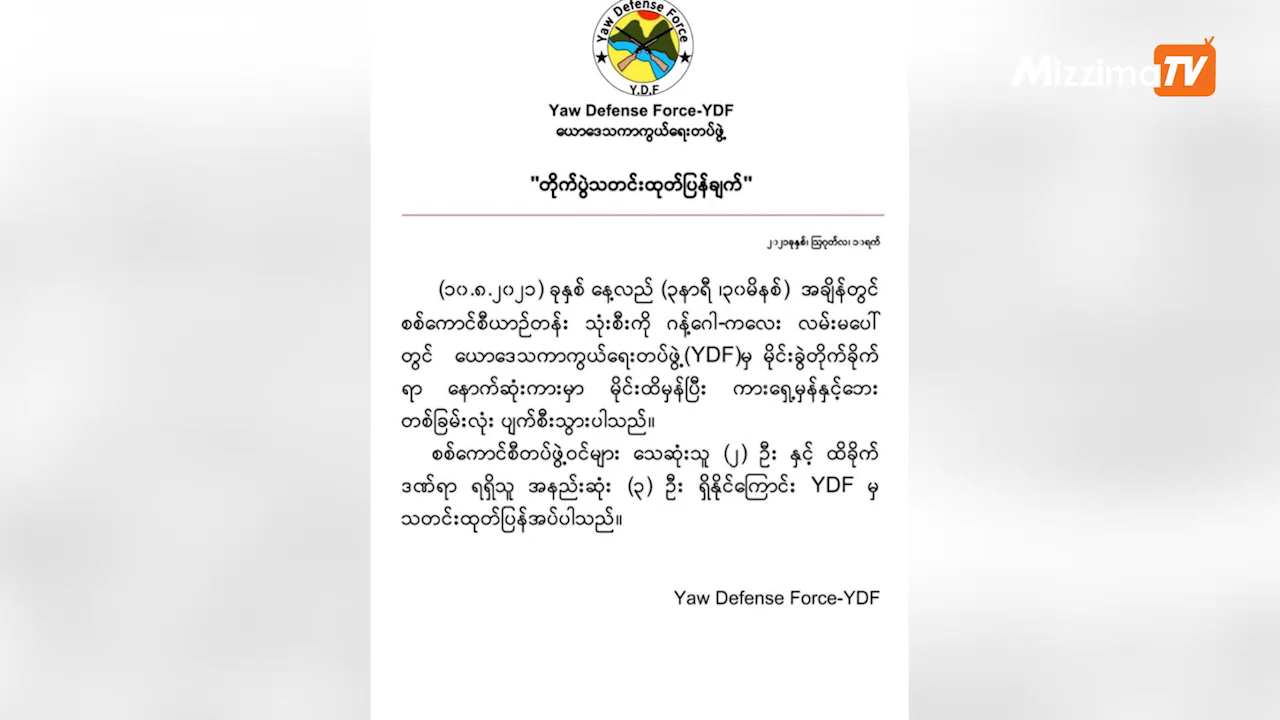 Yaw Defense Force
Y.D.F
MizzimaTV
Yaw Defense Force-YDF
ယောဒေသကာကွယ်ရေးတပ်ဖွဲ့
"တိုက်ပွဲသတင်းထုတ်ပြန်ချက်"
၂၁၂၁ခုနှစ်၊ ဩဂုတ်လ၊ ၁၁ရက်
(၁၀.၈.၂၀၂၁) ခုနှစ် နေ့လည် (၃နာရီ ၊၃၀မိနစ်) အချိန်တွင်
စစ်ကောင်စီယာဉ်တန်း သုံးစီးကို ဂန့်ဂေါ-ကလေး လမ်းမပေါ်
တွင် ယောဒေသကာကွယ်ရေးတပ်ဖွဲ့(YDF)မှ မိုင်းခွဲတိုက်ခိုက်
ရာ နောက်ဆုံးကားမှာ မိုင်းထိမှန်ပြီး ကားရှေ့မှန်နှင့်ဘေး
တစ်ခြမ်းလုံး ပျက်စီးသွားပါသည်။
စစ်ကောင်စီတပ်ဖွဲ့ဝင်များ သေဆုံးသူ (၂) ဦး နှင့် ထိခိုက်
ဒဏ်ရာ ရရှိသူ အနည်းဆုံး (၃) ဦး ရှိနိုင်ကြောင်း YDF မှ
သတင်းထုတ်ပြန်အပ်ပါသည်။
Yaw Defense Force-YDF